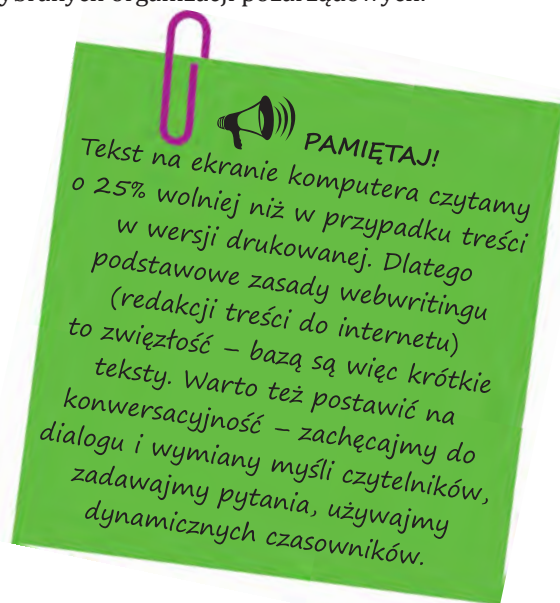 organizacji pozarządowych.
PAMIĘTAJ!
Tekst na ekranie komputera czytamy
o 25% wolniej niż w przypadku treści
w wersji drukowanej. Dlatego
podstawowe zasady webwritingu
(redakcji treści do internetu)
to zwięzłość – bazą są więc krótkie
teksty. Warto też postawić na
konwersacyjność – zachęcajmy do
dialogu i wymiany myśli czytelników,
zadawajmy pytania, używajmy
dynamicznych czasowników.